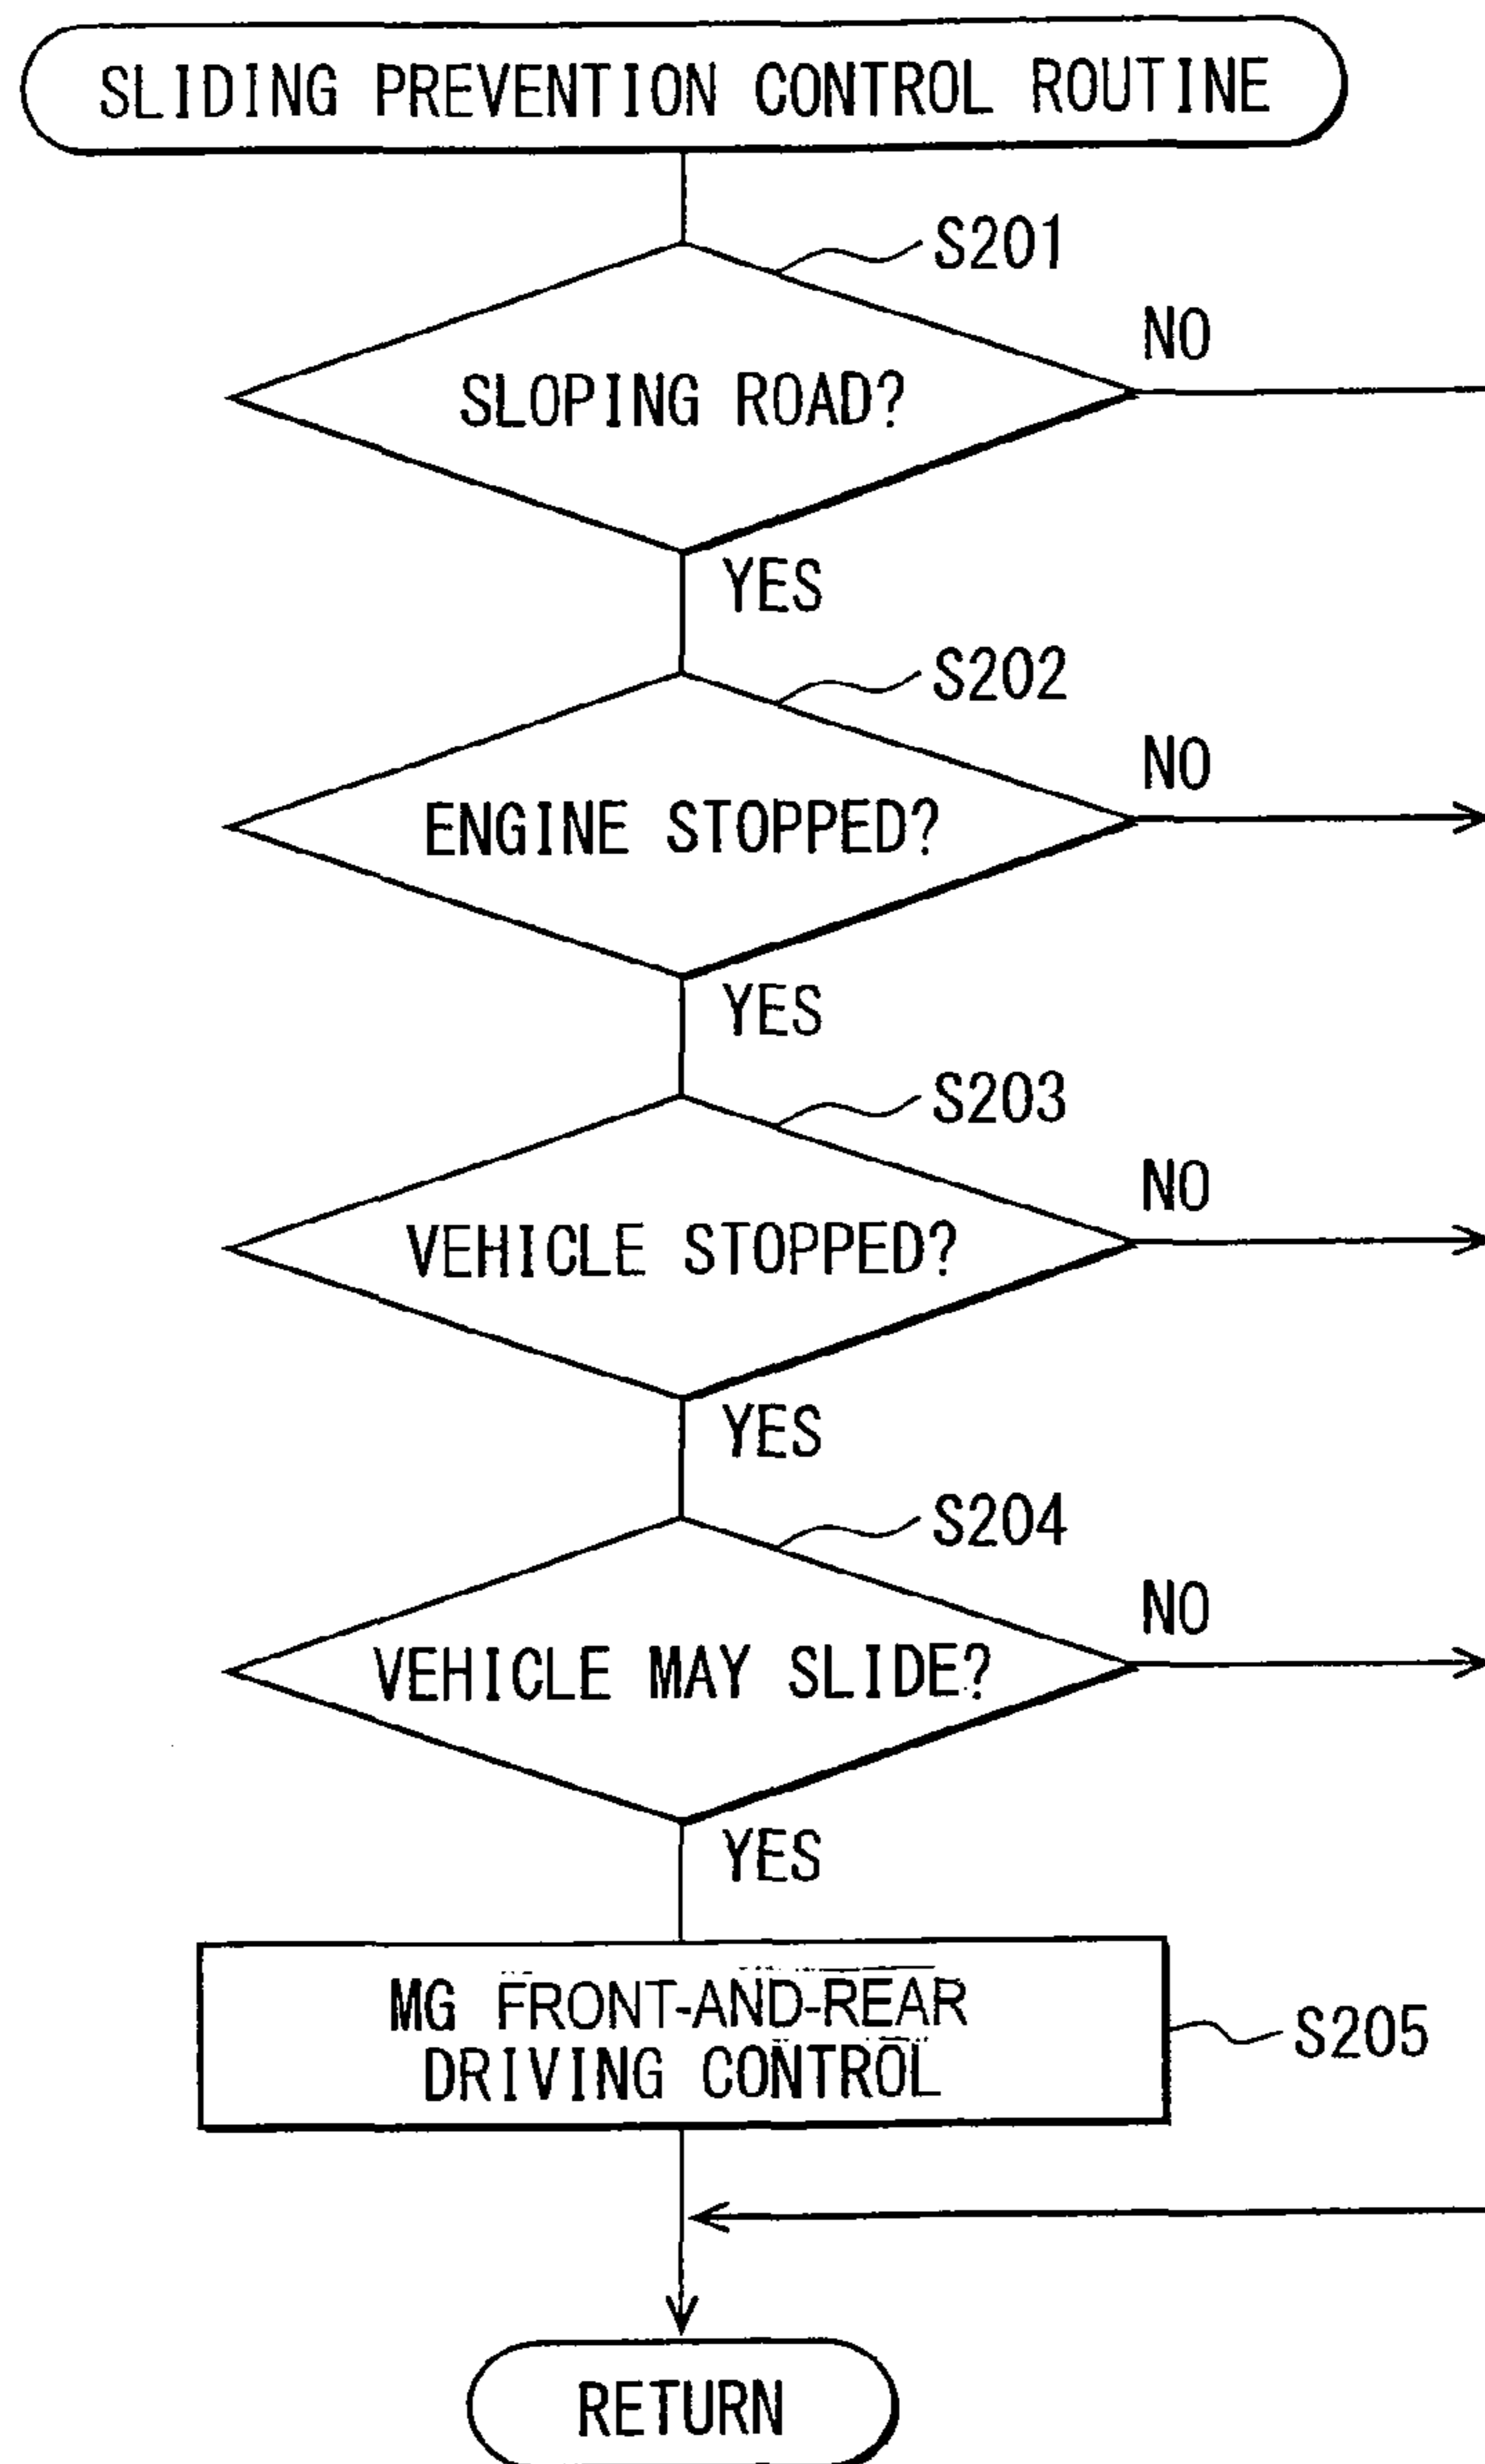 SLIDING PREVENTION CONTROL ROUTINE
S201
NO
SLOPING ROAD?
YES
S202
NO
ENGINE STOPPED?
YES
S203
NO
VEHICLE STOPPED?
YES
S204
NO
VEHICLE MAY SLIDE?
YES
MG FRONT-AND-REAR
DRIVING CONTROL
S205
RETURN